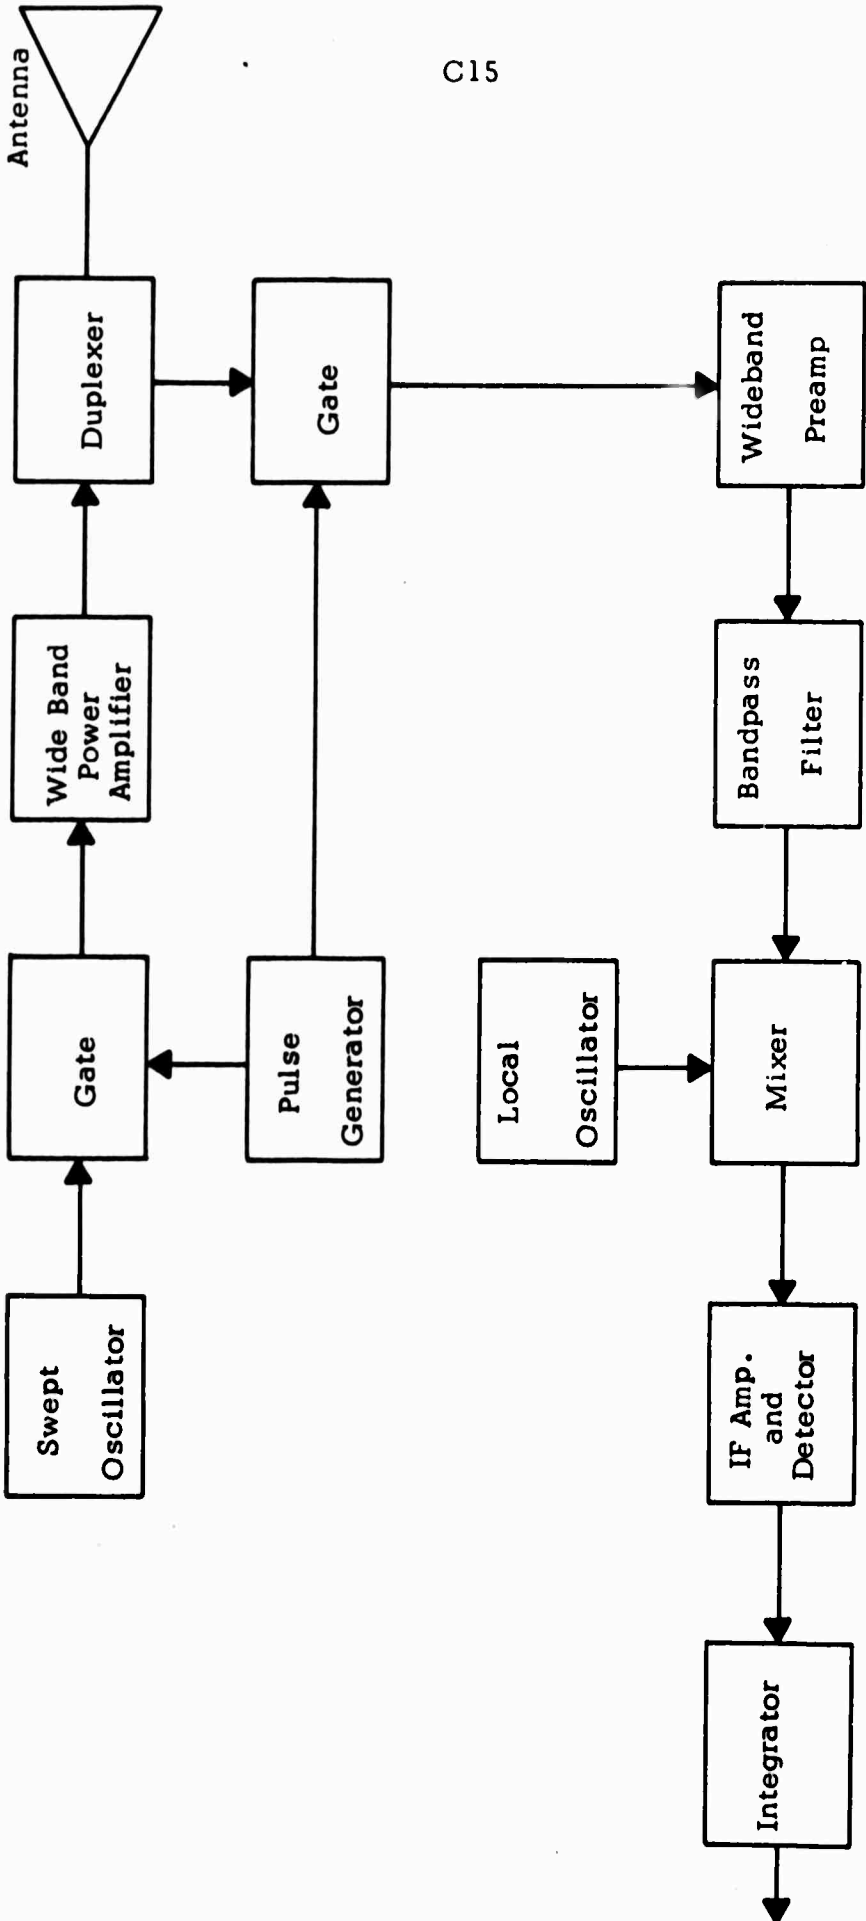 C15
Antenna
Swept
Oscillator
Gate
Wide Band
Power
Amplifier
Duplexer
Pulse
Generator
Gate
Local
Oscillator
Integrator
IF Amp.
and
Detector
Mixer
Bandpass
Filter
Wideband
Preamp